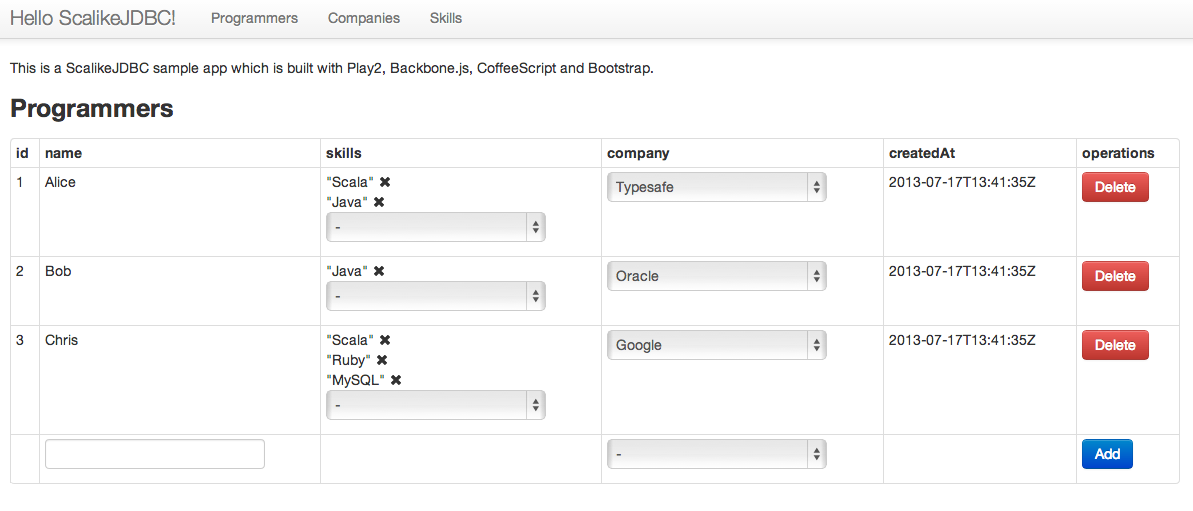 Hello ScalikeJDBC! Programmers Companies Skills
This is a ScalikeJDBC sample app which is built with Play2, Backbone.js, CoffeeScript and Bootstrap.
Programmers
id name skills company createdAt operations
1 Alice "Scala" ✖ Typesafe 2013-07-17T13:41:35Z Delete
"Java" ✖
-
2 Bob "Java" ✖ Oracle 2013-07-17T13:41:35Z Delete
-
3 Chris "Scala" ✖ Google 2013-07-17T13:41:35Z Delete
"Ruby" ✖
"MySQL" ✖
-
- Add